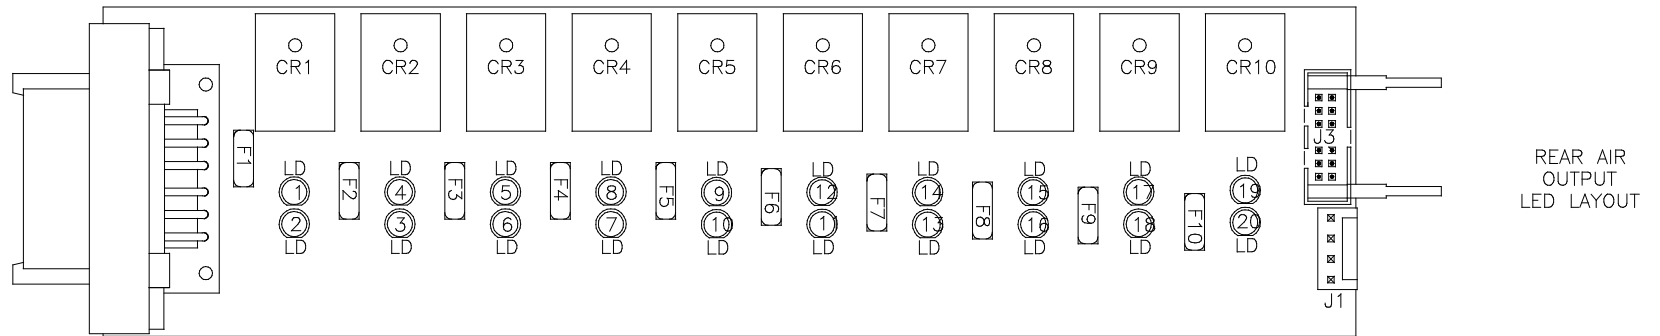 CR1 CR2 CR3 CR4 CR5 CR6 CR7 CR8 CR9 CR10
J3
F1 F2 F3 F4 F5 F6 F7 F8 F9 F10
LD LD LD LD LD LD LD LD LD LD
1 4 5 8 9 12 14 15 17 19
2 3 6 7 10 11 13 16 18 20
LD LD LD LD LD LD LD LD LD
J1
REAR AIR
OUTPUT
LED LAYOUT